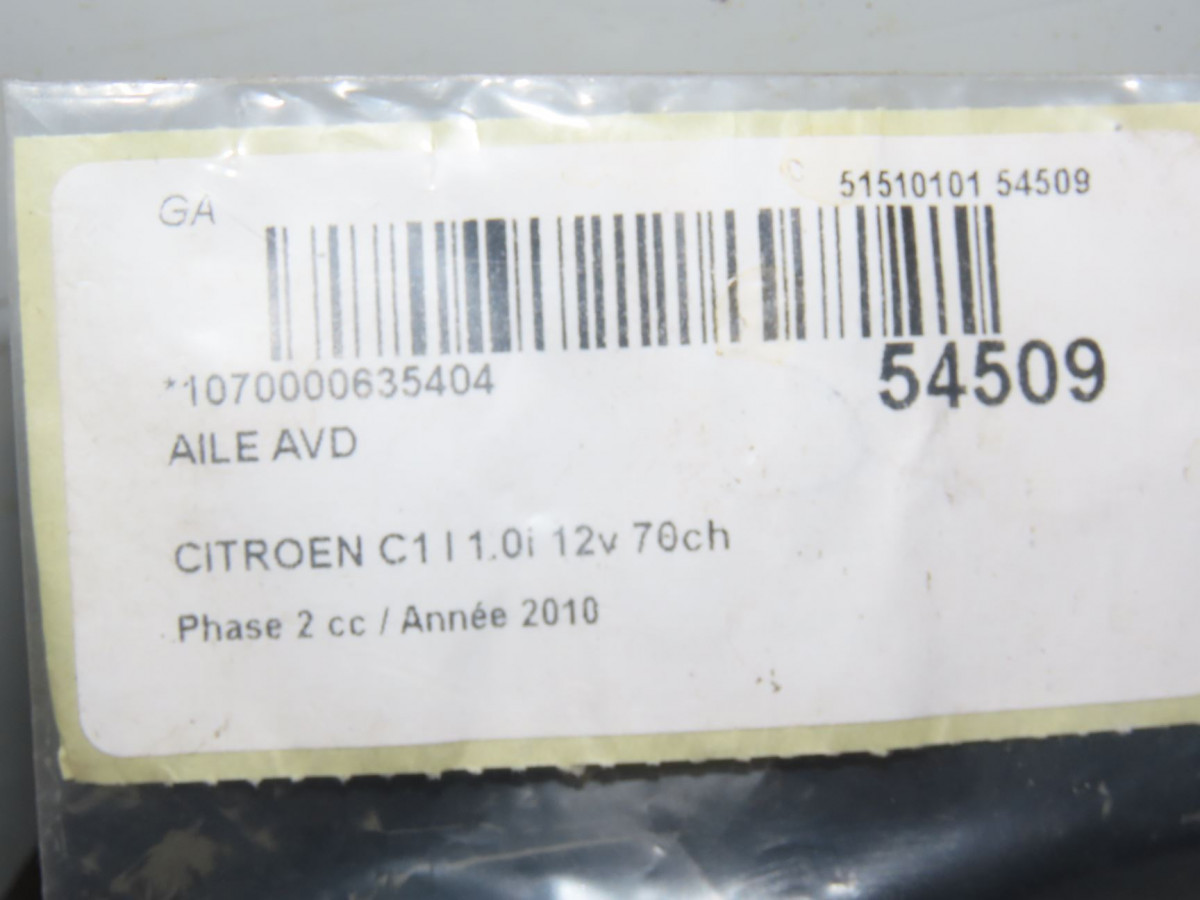 GA
51510101 54509
*1070000635404
54509
AILE AVD
CITROEN C1 I 1.0i 12v 70ch
Phase 2 cc / Année 2010